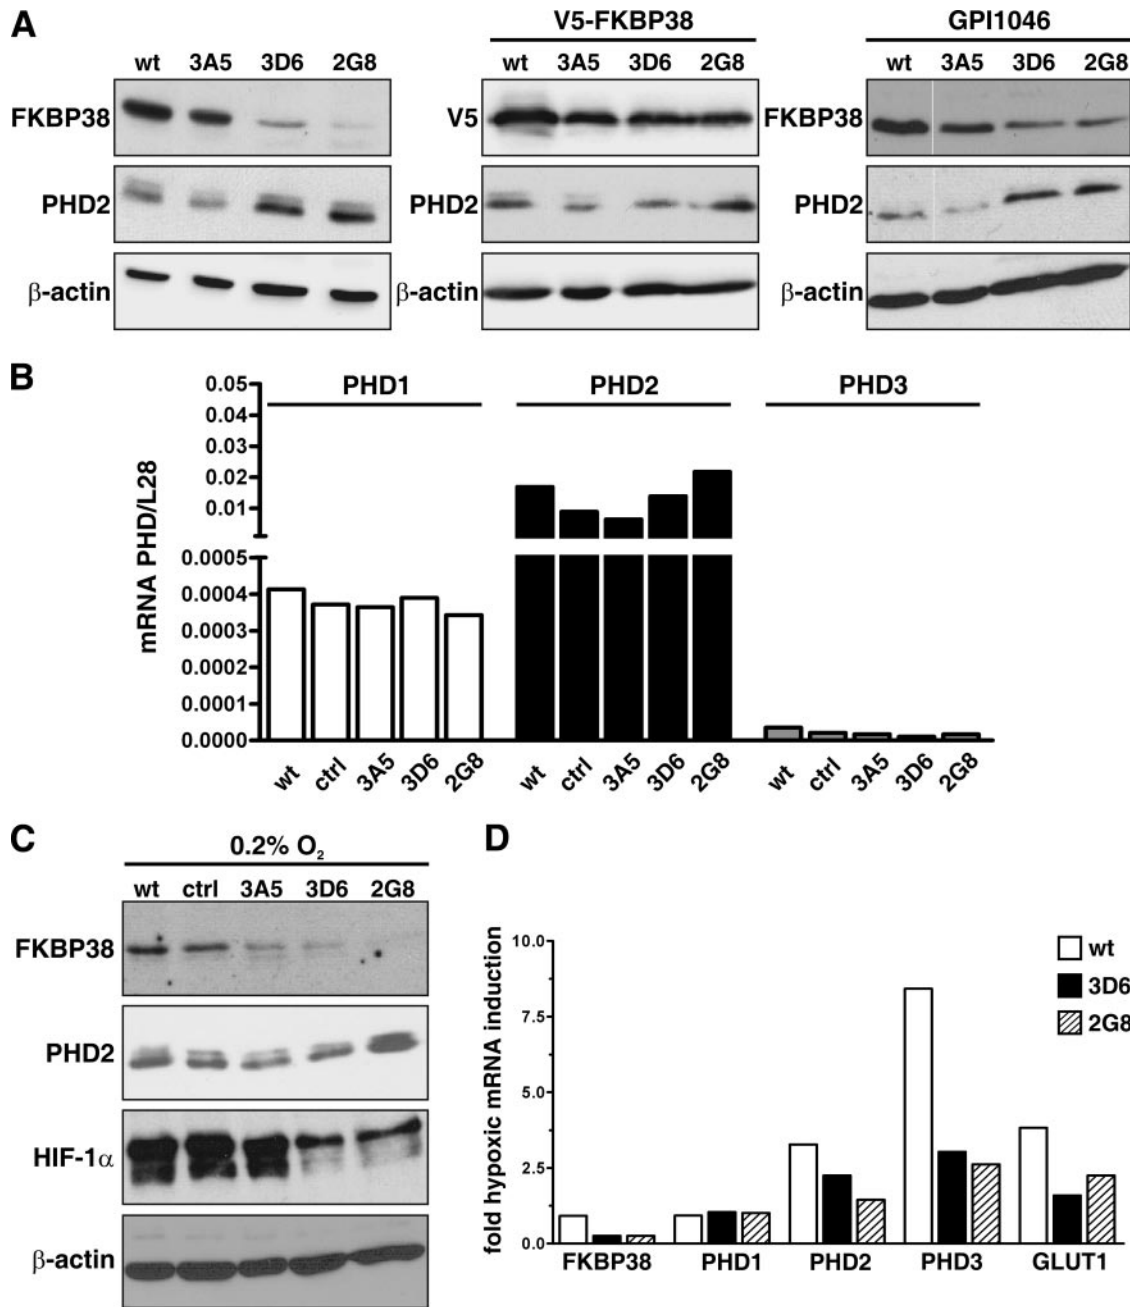 A
V5-FKBP38
GPI1046
wt 3A5 3D6 2G8
wt 3A5 3D6 2G8
wt 3A5 3D6 2G8
FKBP38
V5
FKBP38
PHD2
PHD2
PHD2
β-actin
β-actin
β-actin
B
PHD1
PHD2
PHD3
mRNA PHD/L28
0.05
0.04
0.03
0.02
0.01
0.0005
0.0004
0.0003
0.0002
0.0001
0.0000
wt ctrl 3A5 3D6 2G8
wt ctrl 3A5 3D6 2G8
wt ctrl 3A5 3D6 2G8
C
0.2% O₂
wt ctrl 3A5 3D6 2G8
FKBP38
PHD2
HIF-1α
β-actin
D
fold hypoxic mRNA induction
10.0
7.5
5.0
2.5
0.0
FKBP38 PHD1 PHD2 PHD3 GLUT1
wt
3D6
2G8